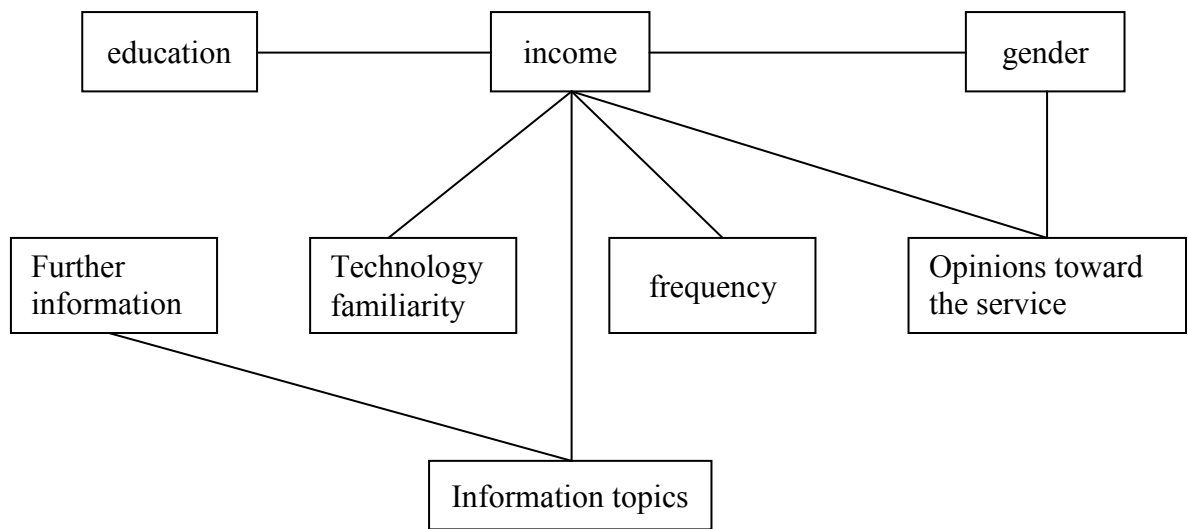 education
income
gender
Further
information
Technology
familiarity
frequency
Opinions toward
the service
Information topics